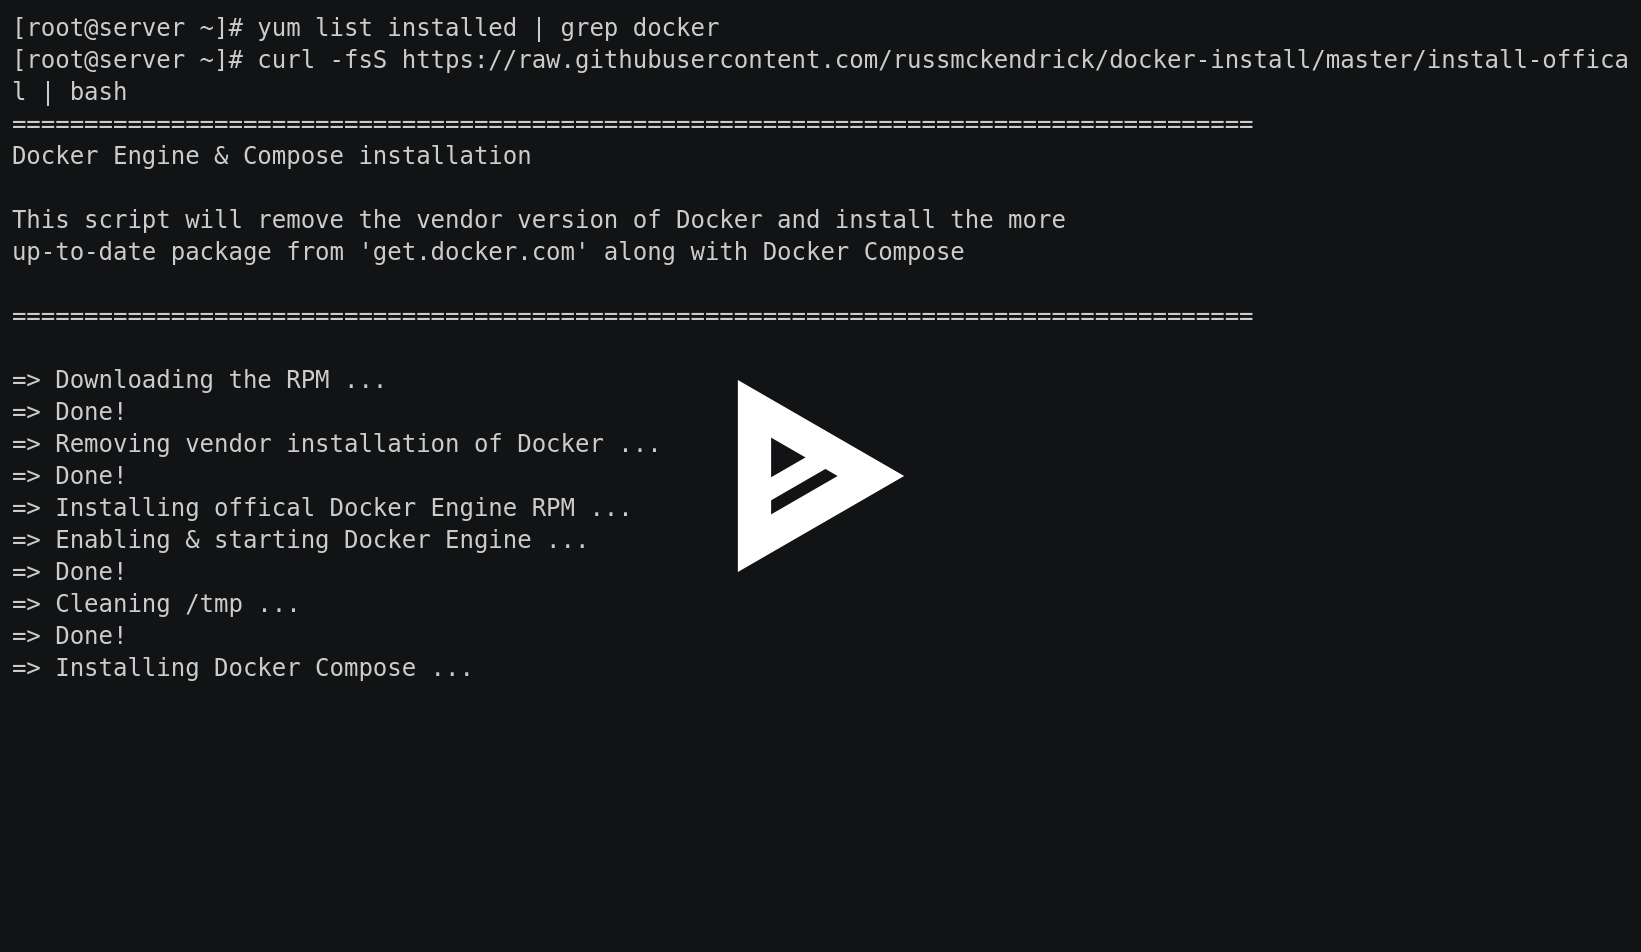 [root@server ~]# yum list installed | grep docker
[root@server ~]# curl -fsS https://raw.githubusercontent.com/russmckendrick/docker-install/master/install-offica
l | bash
======================================================================================
Docker Engine & Compose installation
This script will remove the vendor version of Docker and install the more
up-to-date package from 'get.docker.com' along with Docker Compose
======================================================================================
=> Downloading the RPM ...
=> Done!
=> Removing vendor installation of Docker ...
=> Done!
=> Installing offical Docker Engine RPM ...
=> Enabling & starting Docker Engine ...
=> Done!
=> Cleaning /tmp ...
=> Done!
=> Installing Docker Compose ...